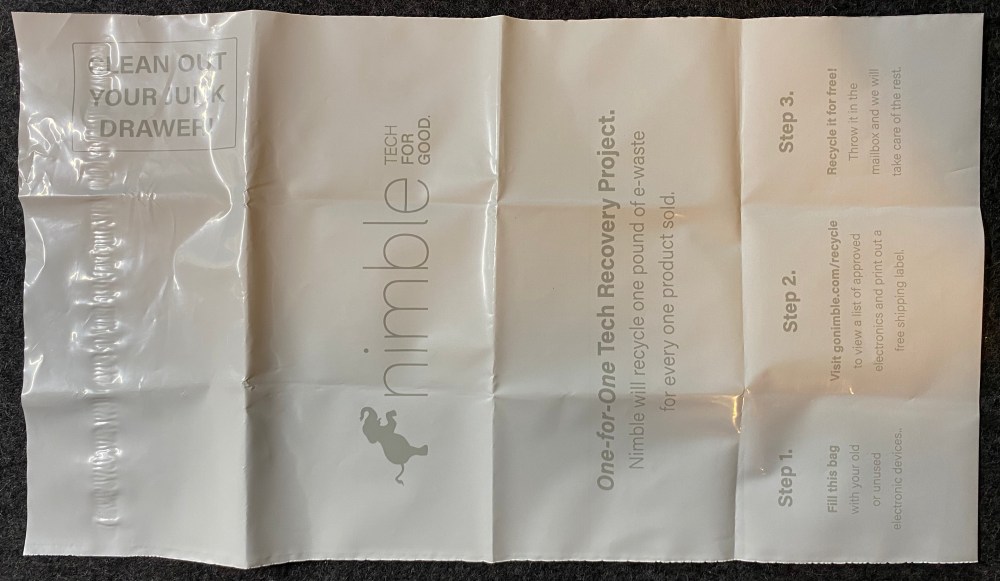 CLEAN OUT
YOUR JUNK
DRAWER!
nimble
TECH
FOR
GOOD.
One-for-One Tech Recovery Project.
Nimble will recycle one pound of e-waste
for every one product sold.
Step 1.
Fill this bag
with your old
or unused
electronic devices.
Step 2.
Visit gonimble.com/recycle
to view a list of approved
electronics and print out a
free shipping label.
Step 3.
Recycle it for free!
Throw it in the
mailbox and we will
take care of the rest.